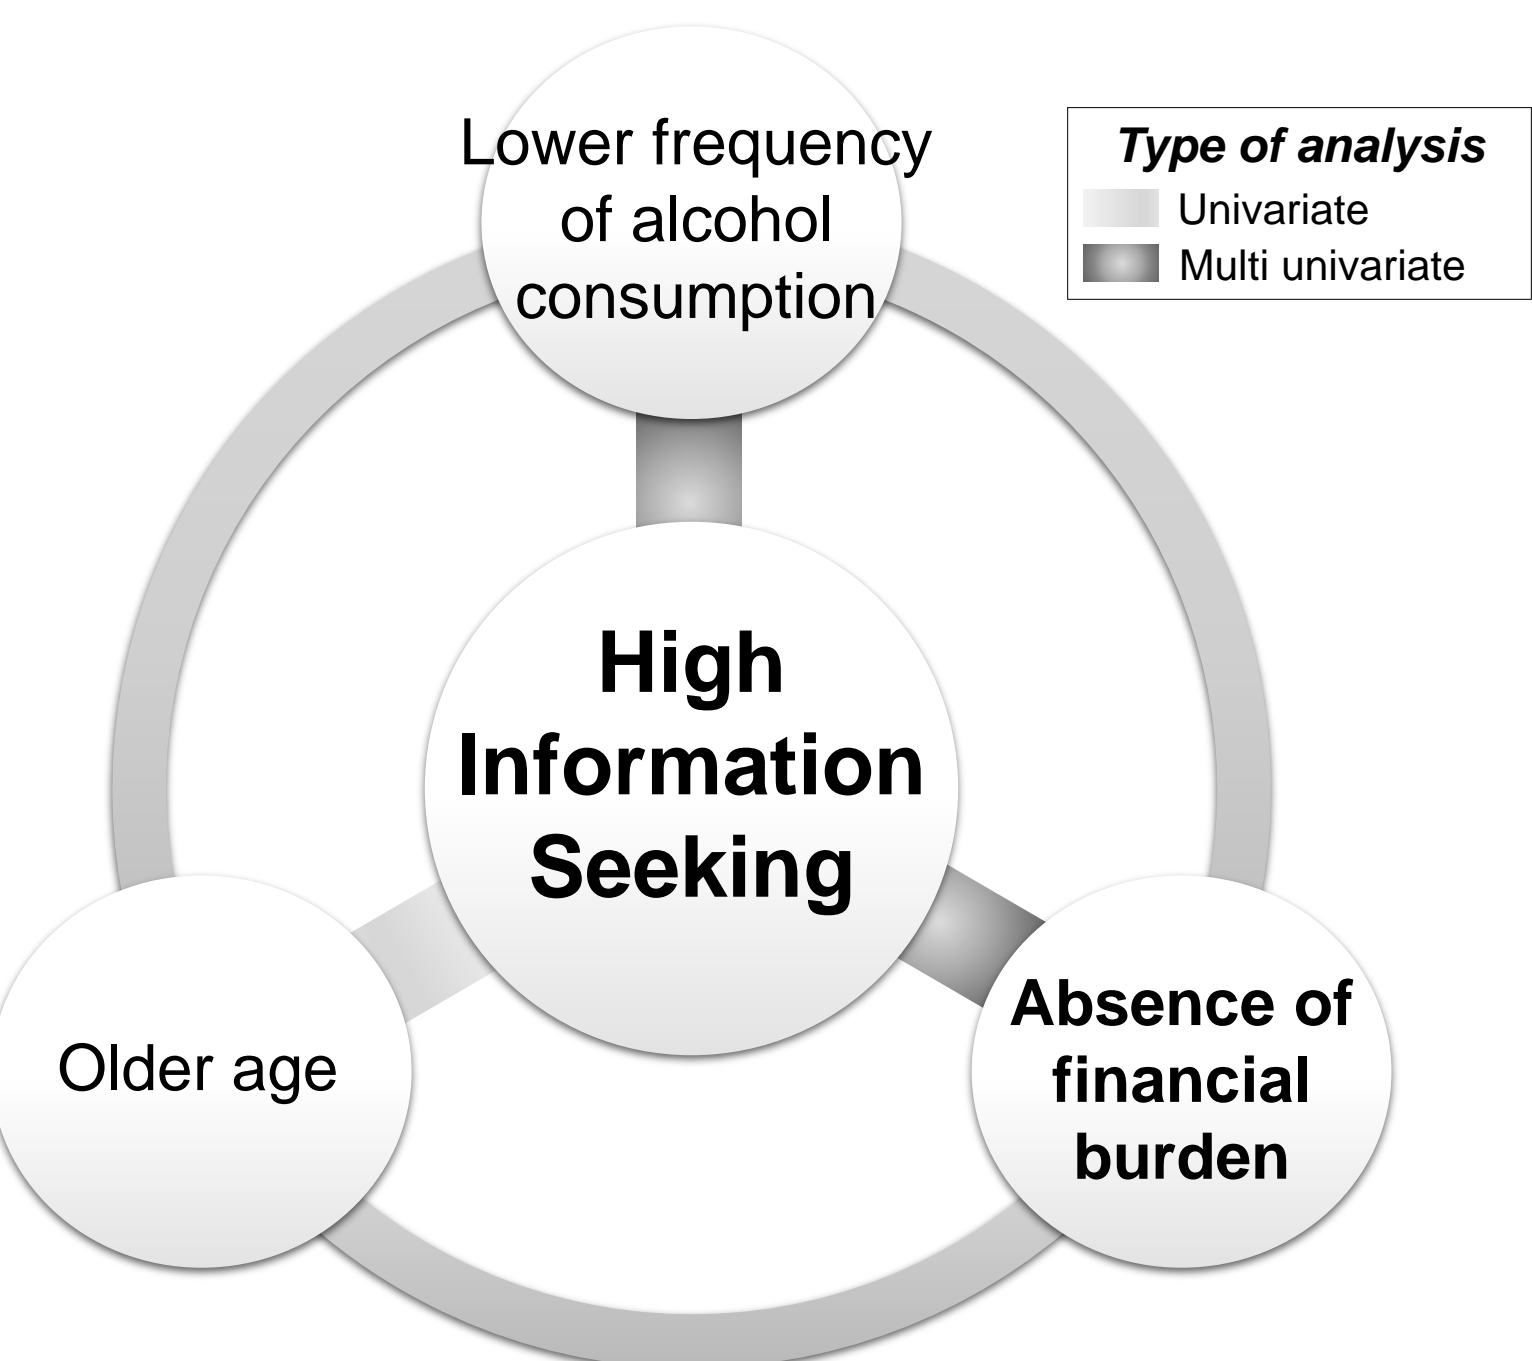 Lower frequency
of alcohol
consumption
Type of analysis
Univariate
Multi univariate
High
Information
Seeking
Older age
Absence of
financial
burden